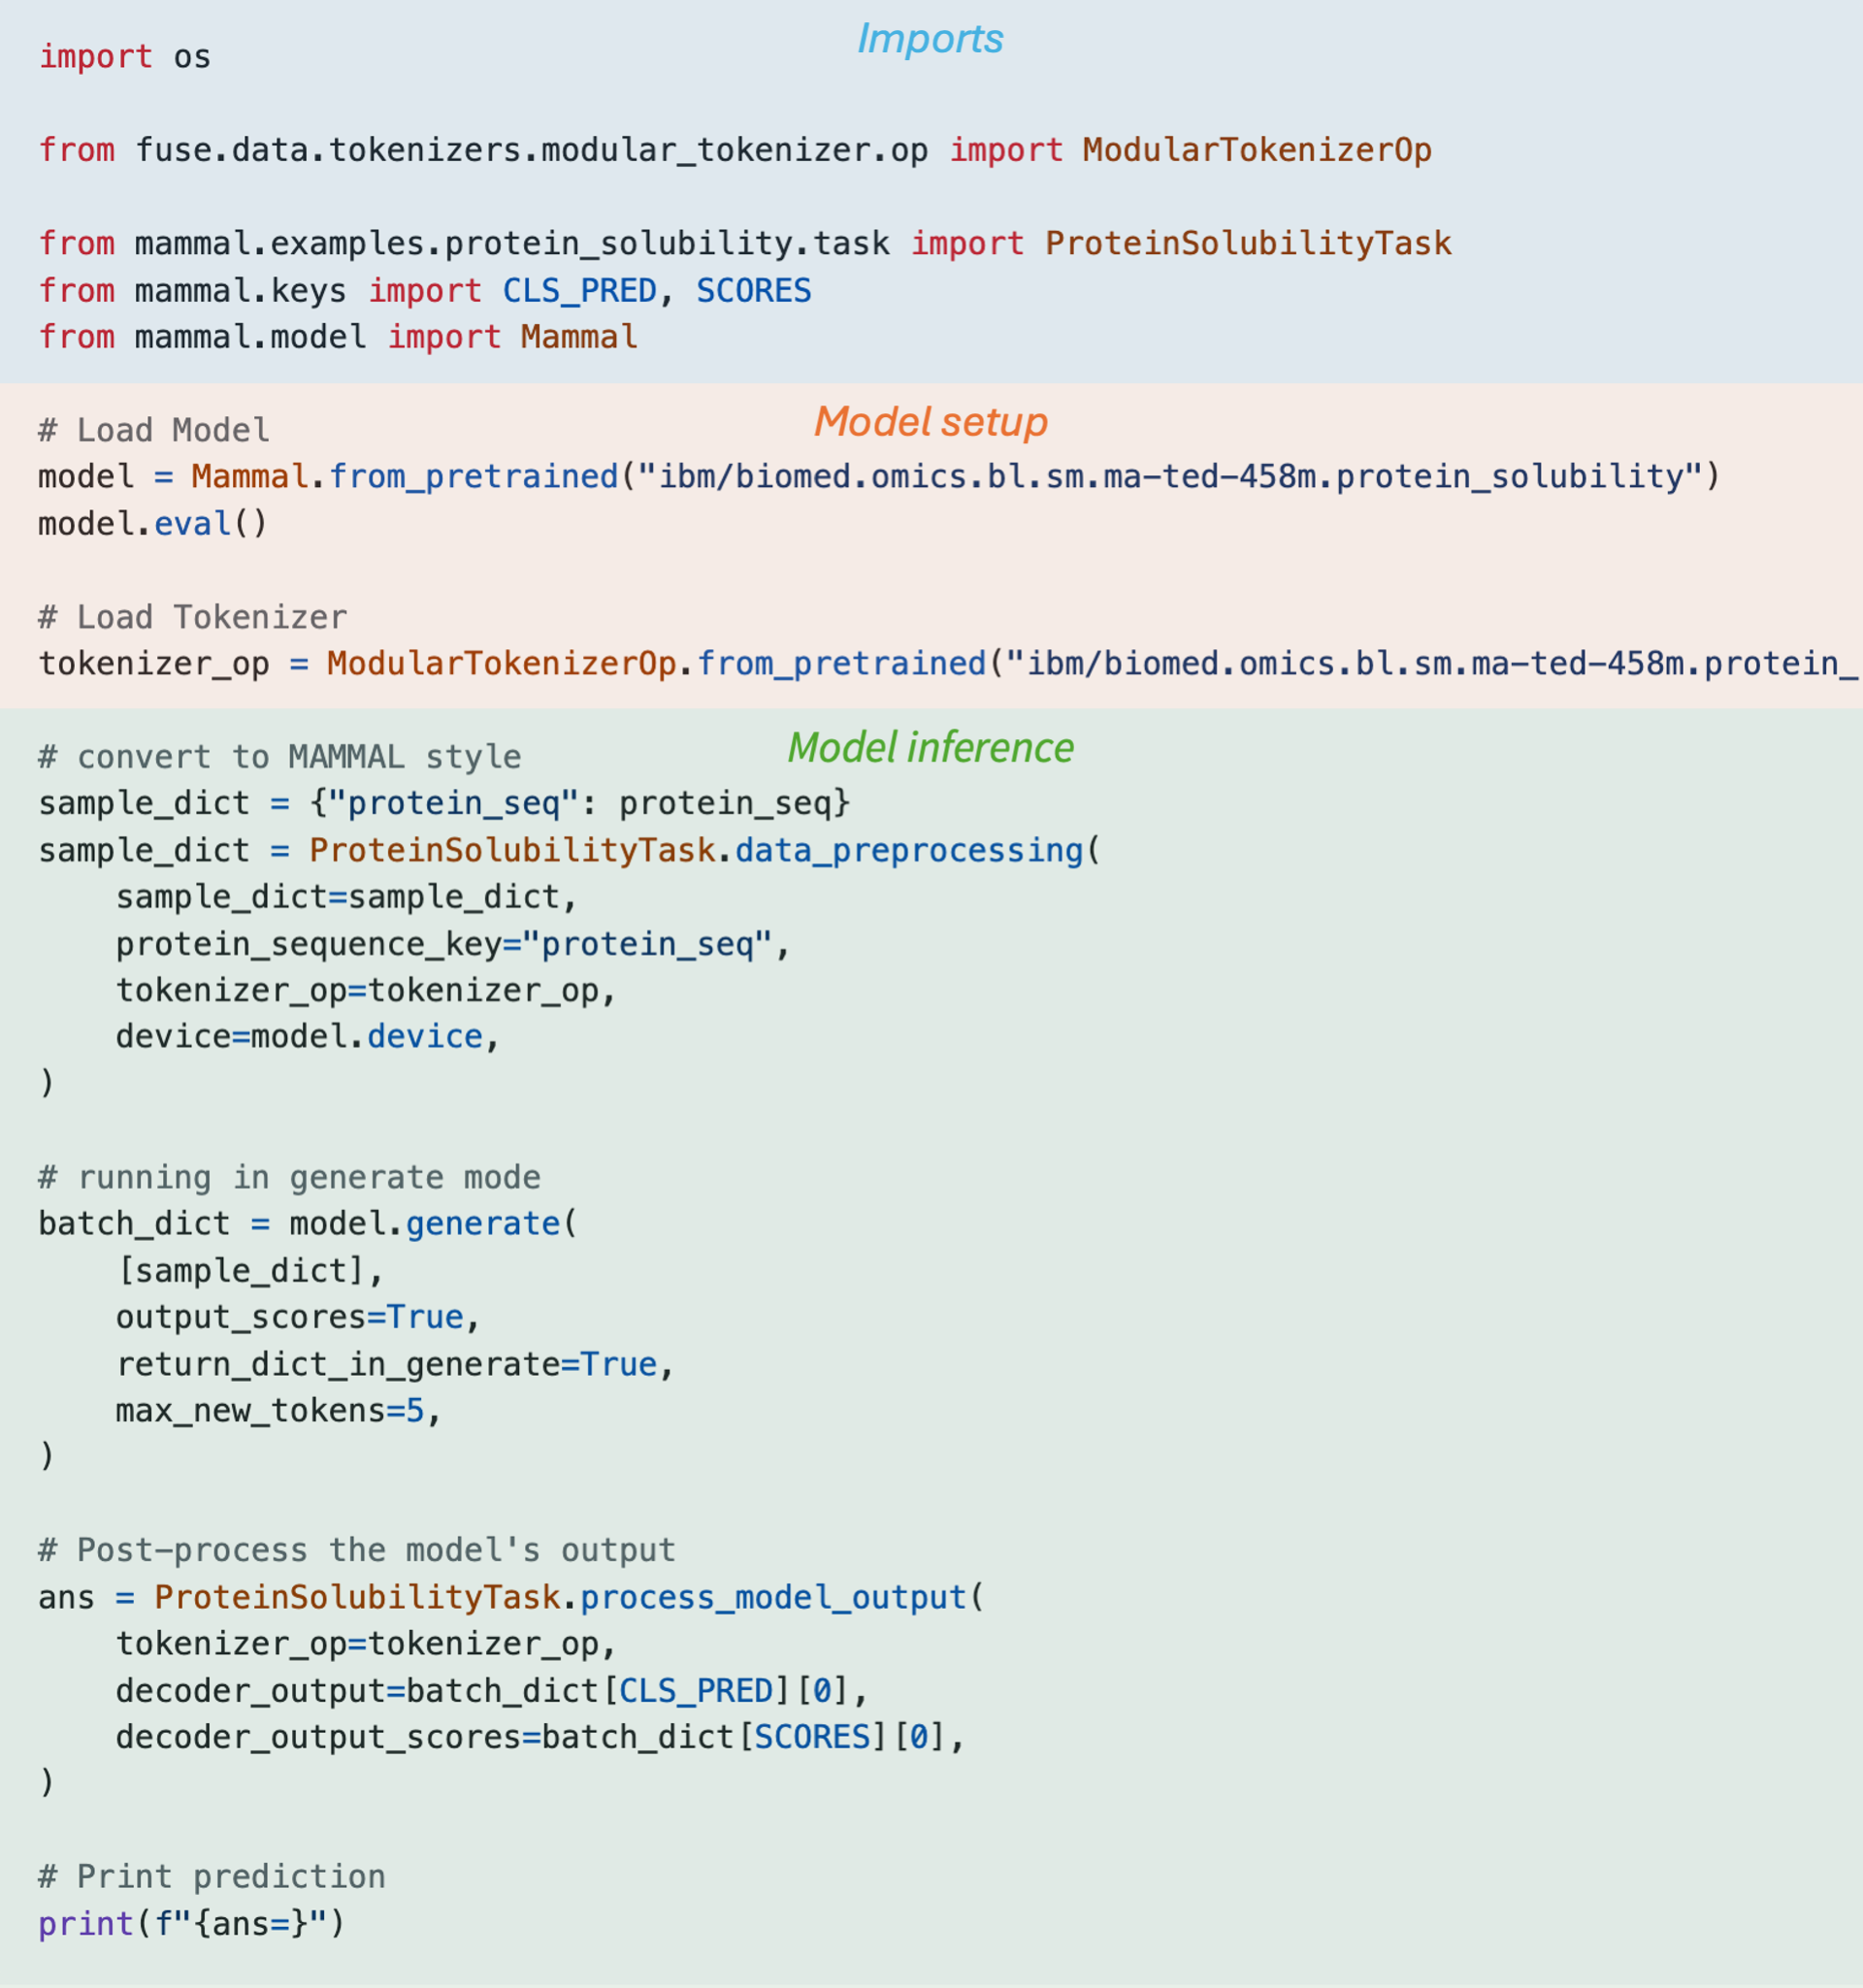 Imports
import os
from fuse.data.tokenizers.modular_tokenizer.op import ModularTokenizerOp
from mammal.examples.protein_solubility.task import ProteinSolubilityTask
from mammal.keys import CLS_PRED, SCORES
from mammal.model import Mammal
Model setup
# Load Model
model = Mammal.from_pretrained("ibm/biomed.omics.bl.sm.ma-ted-458m.protein_solubility")
model.eval()
# Load Tokenizer
tokenizer_op = ModularTokenizerOp.from_pretrained("ibm/biomed.omics.bl.sm.ma-ted-458m.protein_
Model inference
# convert to MAMMAL style
sample_dict = {"protein_seq": protein_seq}
sample_dict = ProteinSolubilityTask.data_preprocessing(
    sample_dict=sample_dict,
    protein_sequence_key="protein_seq",
    tokenizer_op=tokenizer_op,
    device=model.device,
)
# running in generate mode
batch_dict = model.generate(
    [sample_dict],
    output_scores=True,
    return_dict_in_generate=True,
    max_new_tokens=5,
)
# Post-process the model's output
ans = ProteinSolubilityTask.process_model_output(
    tokenizer_op=tokenizer_op,
    decoder_output=batch_dict[CLS_PRED][0],
    decoder_output_scores=batch_dict[SCORES][0],
)
# Print prediction
print(f"{ans=}")